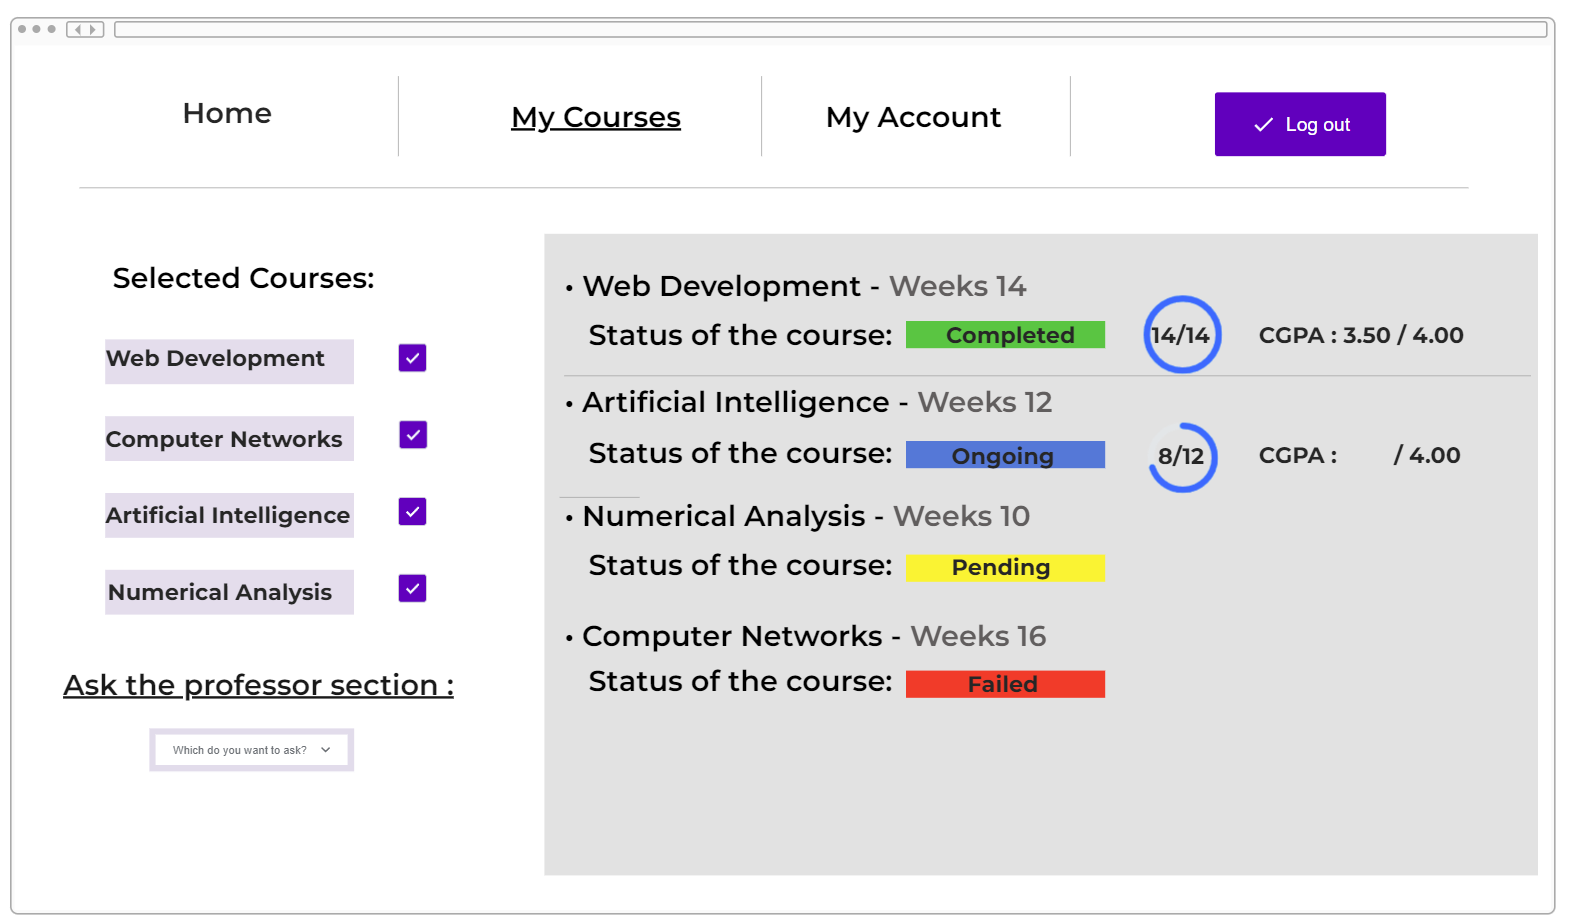 Home
My Courses
My Account
Log out
Selected Courses:
Web Development
Computer Networks
Artificial Intelligence
Numerical Analysis
Ask the professor section :
Which do you want to ask?
• Web Development - Weeks 14
Status of the course: Completed 14/14 CGPA : 3.50 / 4.00
• Artificial Intelligence - Weeks 12
Status of the course: Ongoing 8/12 CGPA : / 4.00
• Numerical Analysis - Weeks 10
Status of the course: Pending
• Computer Networks - Weeks 16
Status of the course: Failed